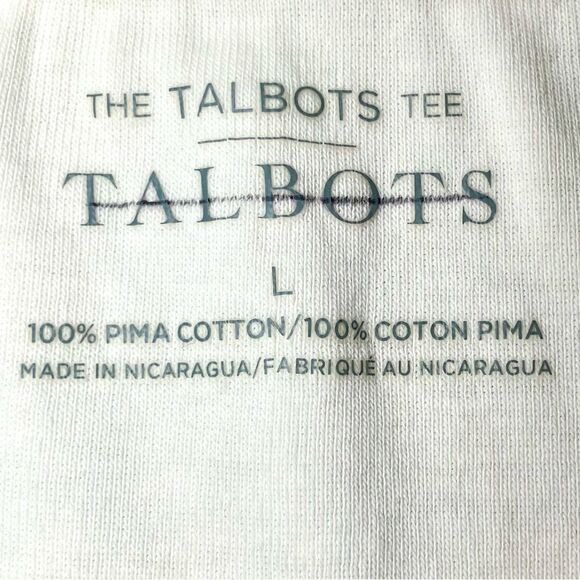 THE TALBOTS TEE
TALBOTS
L
100% PIMA COTTON/100% COTON PIMA
MADE IN NICARAGUA/FABRIQUÉ AU NICARAGUA